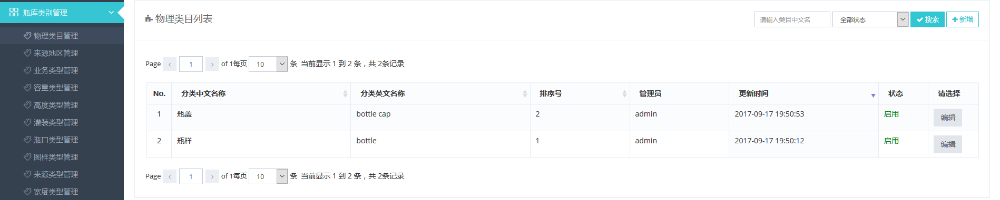 瓶库类别管理
物理类目管理
来源地区管理
业务类型管理
容量类型管理
高度类型管理
灌装类型管理
瓶口类型管理
图样类型管理
来源类型管理
宽度类型管理
物理类目列表
请输入类目中文名 全部状态 搜索 新增
Page 1 of 1每页 10 条 当前显示 1 到 2 条，共 2条记录
No. 分类中文名称 分类英文名称 排序号 管理员 更新时间 状态 请选择
1 瓶盖 bottle cap 2 admin 2017-09-17 19:50:53 启用 编辑
2 瓶样 bottle 1 admin 2017-09-17 19:50:12 启用 编辑
Page 1 of 1每页 10 条 当前显示 1 到 2 条，共 2条记录